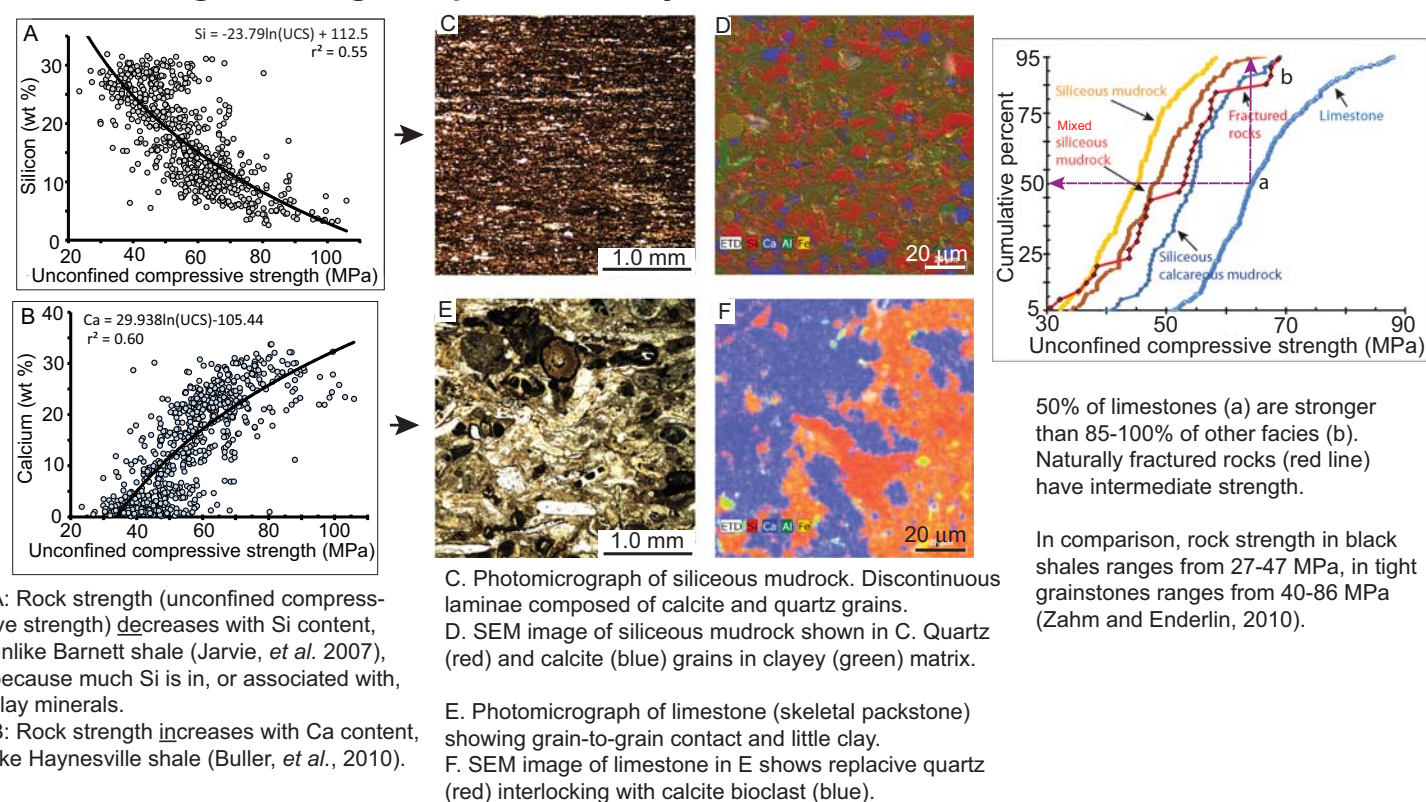 A
Si = -23.79ln(UCS) + 112.5
r² = 0.55
Silicon (wt %)
30
20
10
0
20 40 60 80 100
Unconfined compressive strength (MPa)
B
Ca = 29.938ln(UCS)-105.44
r² = 0.60
Calcium (wt %)
40
30
20
10
0
20 40 60 80 100
Unconfined compressive strength (MPa)
C
1.0 mm
D
ETD Si Ca Al Fe
20 µm
E
1.0 mm
F
ETD Si Ca Al Fe
20 µm
Cumulative percent
95
75
50
25
5
30 50 70 90
Unconfined compressive strength (MPa)
Siliceous mudrock
Mixed
siliceous
mudrock
Fractured
rocks
b
Limestone
a
Siliceous
calcareous mudrock
A: Rock strength (unconfined compress-
ve strength) decreases with Si content,
nlike Barnett shale (Jarvie, et al. 2007),
ecause much Si is in, or associated with,
lay minerals.
B: Rock strength increases with Ca content,
ke Haynesville shale (Buller, et al., 2010).
C. Photomicrograph of siliceous mudrock. Discontinuous
laminae composed of calcite and quartz grains.
D. SEM image of siliceous mudrock shown in C. Quartz
(red) and calcite (blue) grains in clayey (green) matrix.
E. Photomicrograph of limestone (skeletal packstone)
showing grain-to-grain contact and little clay.
F. SEM image of limestone in E shows replacive quartz
(red) interlocking with calcite bioclast (blue).
50% of limestones (a) are stronger
than 85-100% of other facies (b).
Naturally fractured rocks (red line)
have intermediate strength.
In comparison, rock strength in black
shales ranges from 27-47 MPa, in tight
grainstones ranges from 40-86 MPa
(Zahm and Enderlin, 2010).